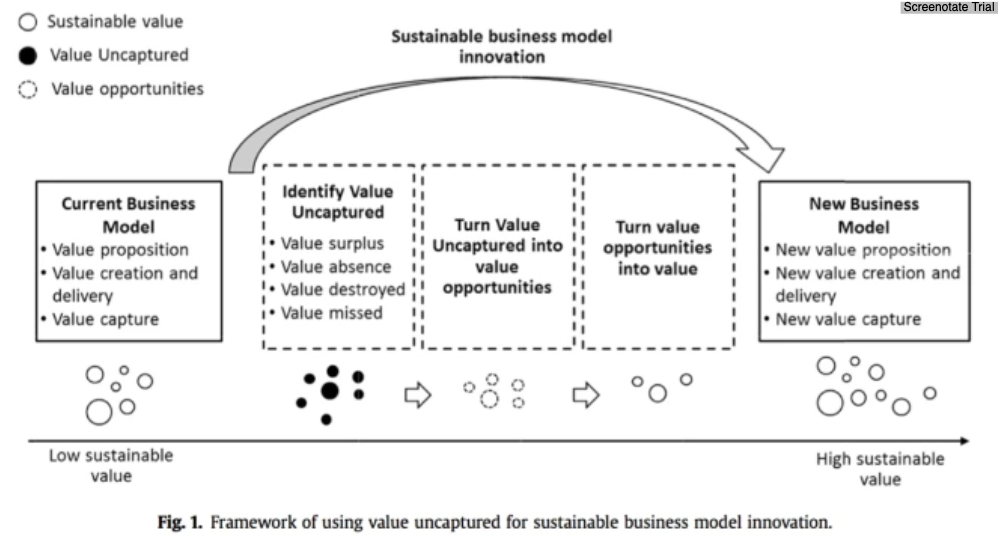 Screenotate Trial
Sustainable value
Value Uncaptured
Value opportunities
Sustainable business model
innovation
Current Business
Model
• Value proposition
• Value creation and
delivery
• Value capture
Identify Value
Uncaptured
• Value surplus
• Value absence
• Value destroyed
• Value missed
Turn Value
Uncaptured into
value
opportunities
Turn value
opportunities
into value
New Business
Model
• New value proposition
• New value creation and
delivery
• New value capture
Low sustainable
value
High sustainable
value
Fig. 1. Framework of using value uncaptured for sustainable business model innovation.